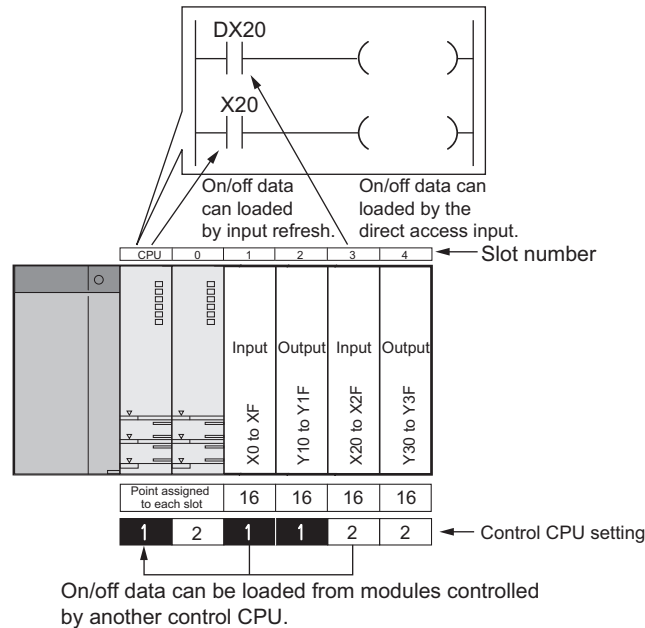 DX20
X20
On/off data
can loaded
by input refresh.
On/off data can
loaded by the
direct access input.
CPU 0 1 2 3 4
Slot number
Input Output Input Output
X0 to XF
Y10 to Y1F
X20 to X2F
Y30 to Y3F
Point assigned
to each slot
16 16 16 16
1 2 1 1 2 2
Control CPU setting
On/off data can be loaded from modules controlled
by another control CPU.